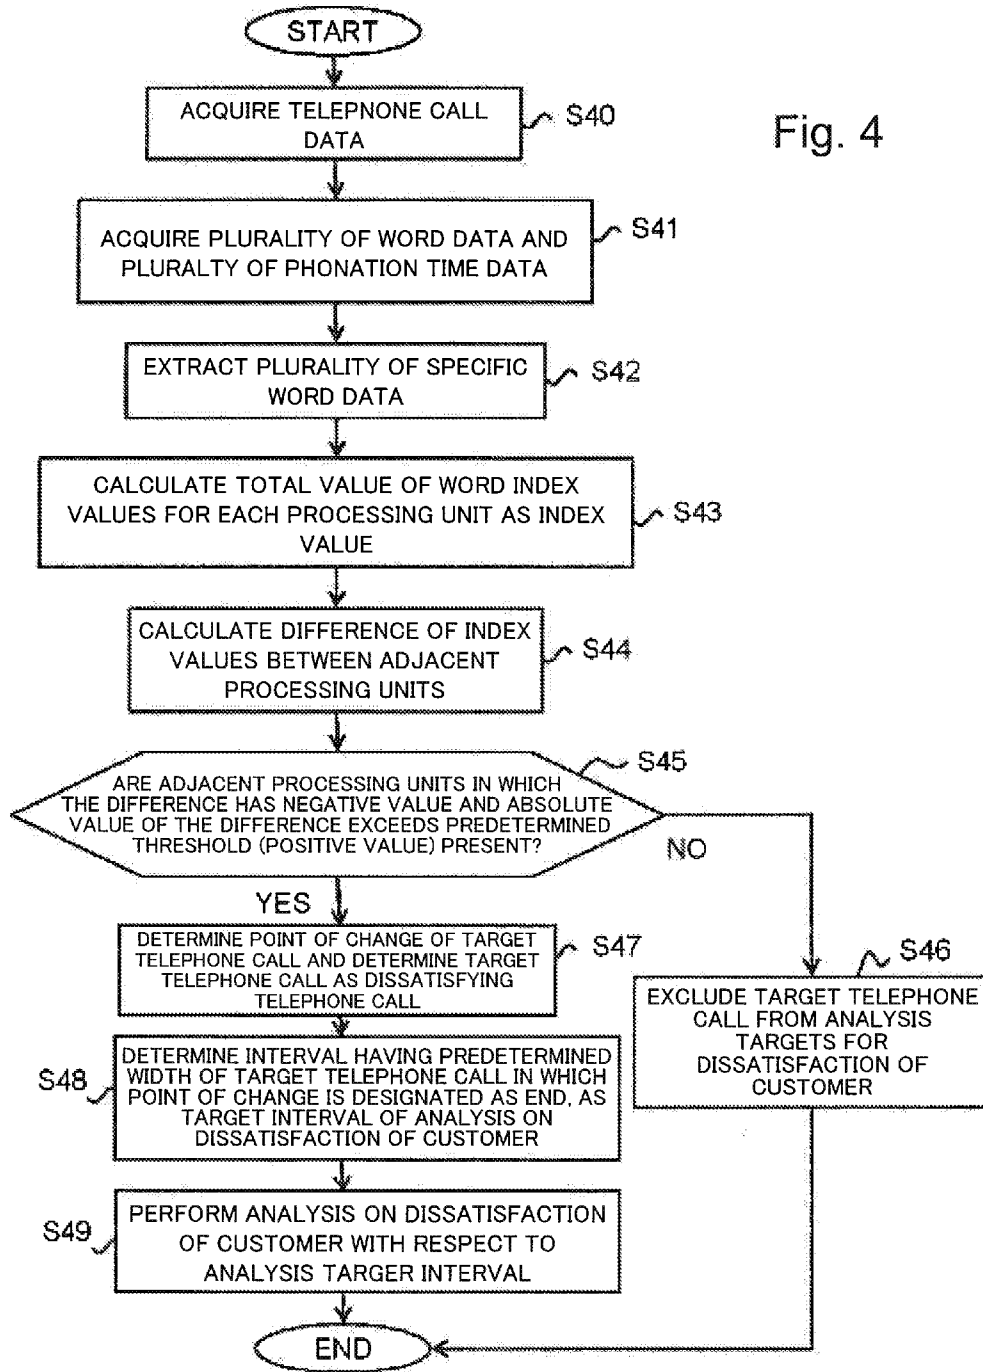 START
ACQUIRE TELEPNONE CALL
DATA
S40
Fig. 4
ACQUIRE PLURALITY OF WORD DATA AND
PLURALTY OF PHONATION TIME DATA
S41
EXTRACT PLURALITY OF SPECIFIC
WORD DATA
S42
CALCULATE TOTAL VALUE OF WORD INDEX
VALUES FOR EACH PROCESSING UNIT AS INDEX
VALUE
S43
CALCULATE DIFFERENCE OF INDEX
VALUES BETWEEN ADJACENT
PROCESSING UNITS
S44
ARE ADJACENT PROCESSING UNITS IN WHICH
THE DIFFERENCE HAS NEGATIVE VALUE AND ABSOLUTE
VALUE OF THE DIFFERENCE EXCEEDS PREDETERMINED
THRESHOLD (POSITIVE VALUE) PRESENT?
S45
NO
YES
DETERMINE POINT OF CHANGE OF TARGET
TELEPHONE CALL AND DETERMINE TARGET
TELEPHONE CALL AS DISSATISFYING
TELEPHONE CALL
S47
S46
EXCLUDE TARGET TELEPHONE
CALL FROM ANALYSIS
TARGETS FOR
DISSATISFACTION OF
CUSTOMER
S48
DETERMINE INTERVAL HAVING PREDETERMINED
WIDTH OF TARGET TELEPHONE CALL IN WHICH
POINT OF CHANGE IS DESIGNATED AS END, AS
TARGET INTERVAL OF ANALYSIS ON
DISSATISFACTION OF CUSTOMER
S49
PERFORM ANALYSIS ON DISSATISFACTION
OF CUSTOMER WITH RESPECT TO
ANALYSIS TARGER INTERVAL
END